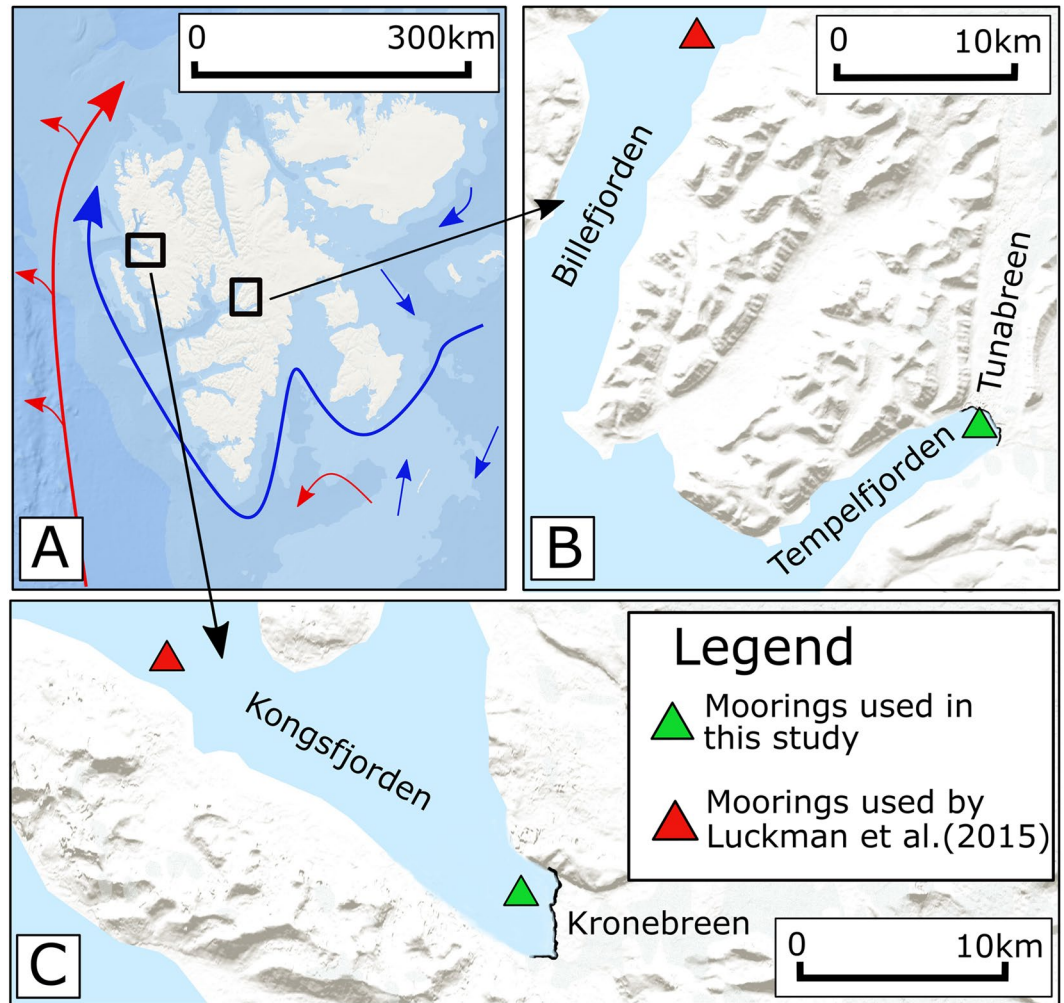 0 300km
A
0 10km
Billefjorden
Tunabreen
Tempelfjorden
B
Kongsfjorden
Kronebreen
C
Legend
Moorings used in
this study
Moorings used by
Luckman et al.(2015)
0 10km